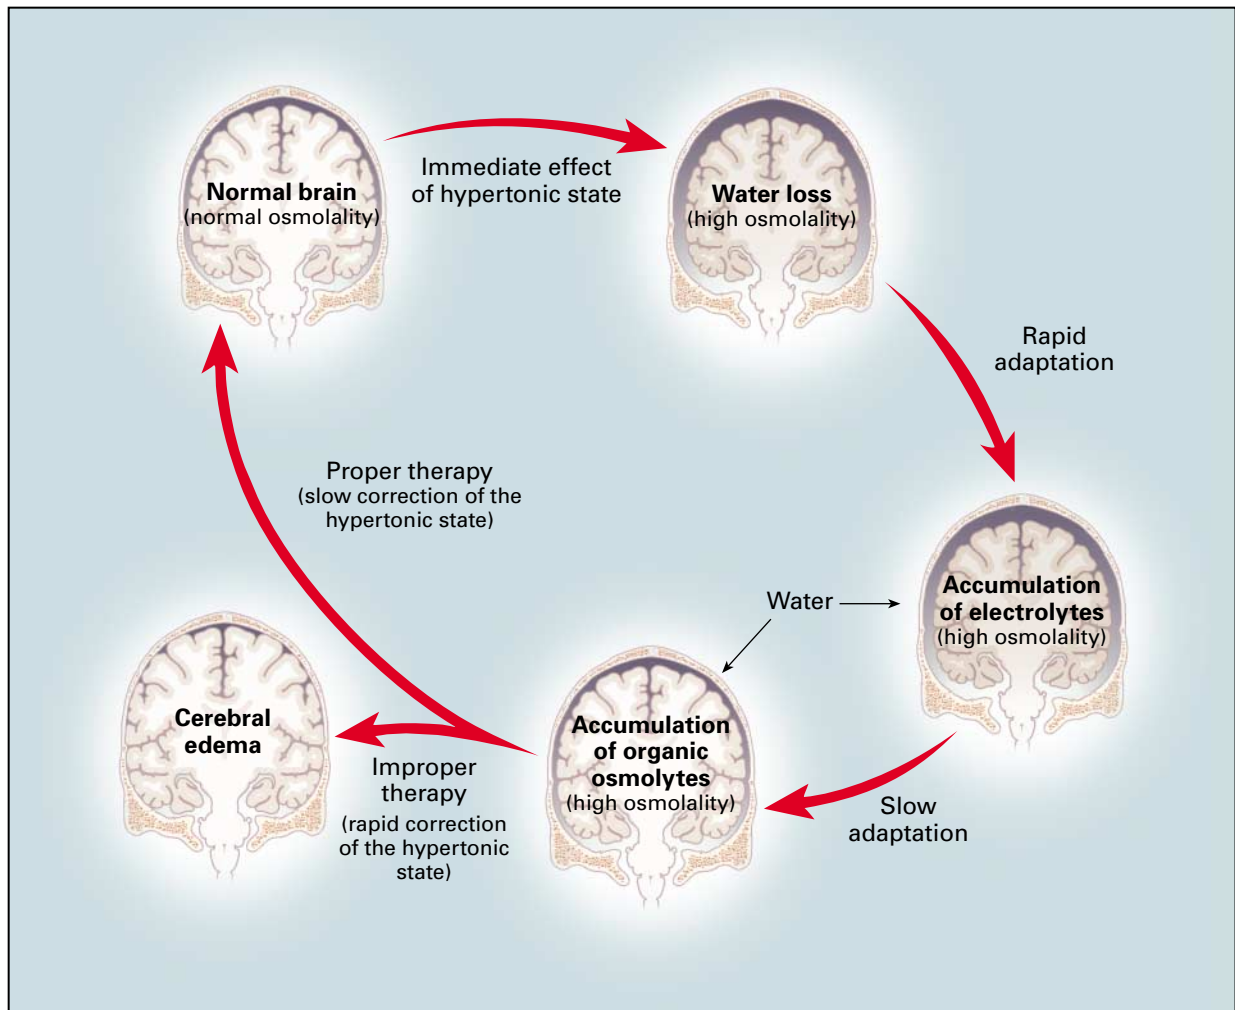 Normal brain
(normal osmolality)
Immediate effect
of hypertonic state
Water loss
(high osmolality)
Rapid
adaptation
Accumulation
of electrolytes
(high osmolality)
Water
Slow
adaptation
Accumulation
of organic
osmolytes
(high osmolality)
Proper therapy
(slow correction of the
hypertonic state)
Improper
therapy
(rapid correction
of the hypertonic
state)
Cerebral
edema